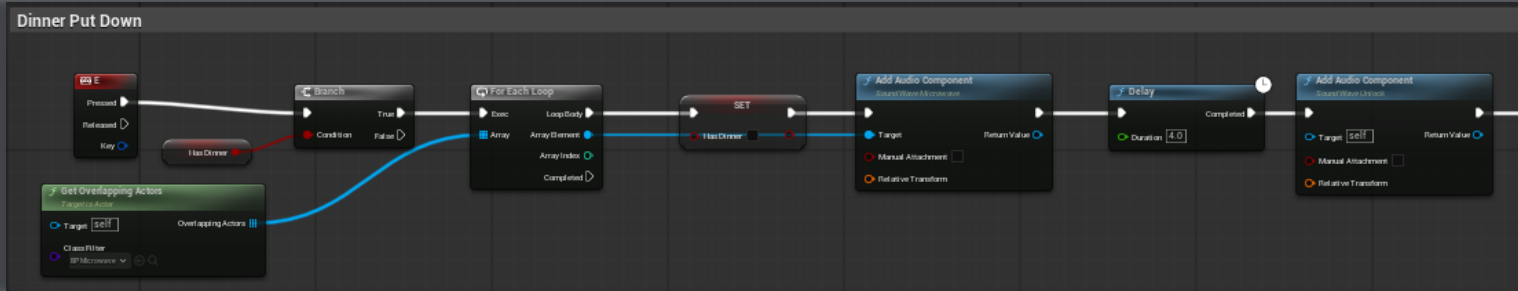 Dinner Put Down
E
Pressed
Released
Key
Has Dinner
Get Overlapping Actors
Target is Actor
Target self
Overlapping Actors
Class Filter
BP Microwave
Branch
True
Condition
False
For Each Loop
Exec
Loop Body
Array
Array Element
Array Index
Completed
SET
Has Dinner
Add Audio Component
Sound Wave Microwave
Target
Return Value
Manual Attachment
Relative Transform
Delay
Completed
Duration 4.0
Add Audio Component
Sound Wave Unlock
Target self
Return Value
Manual Attachment
Relative Transform